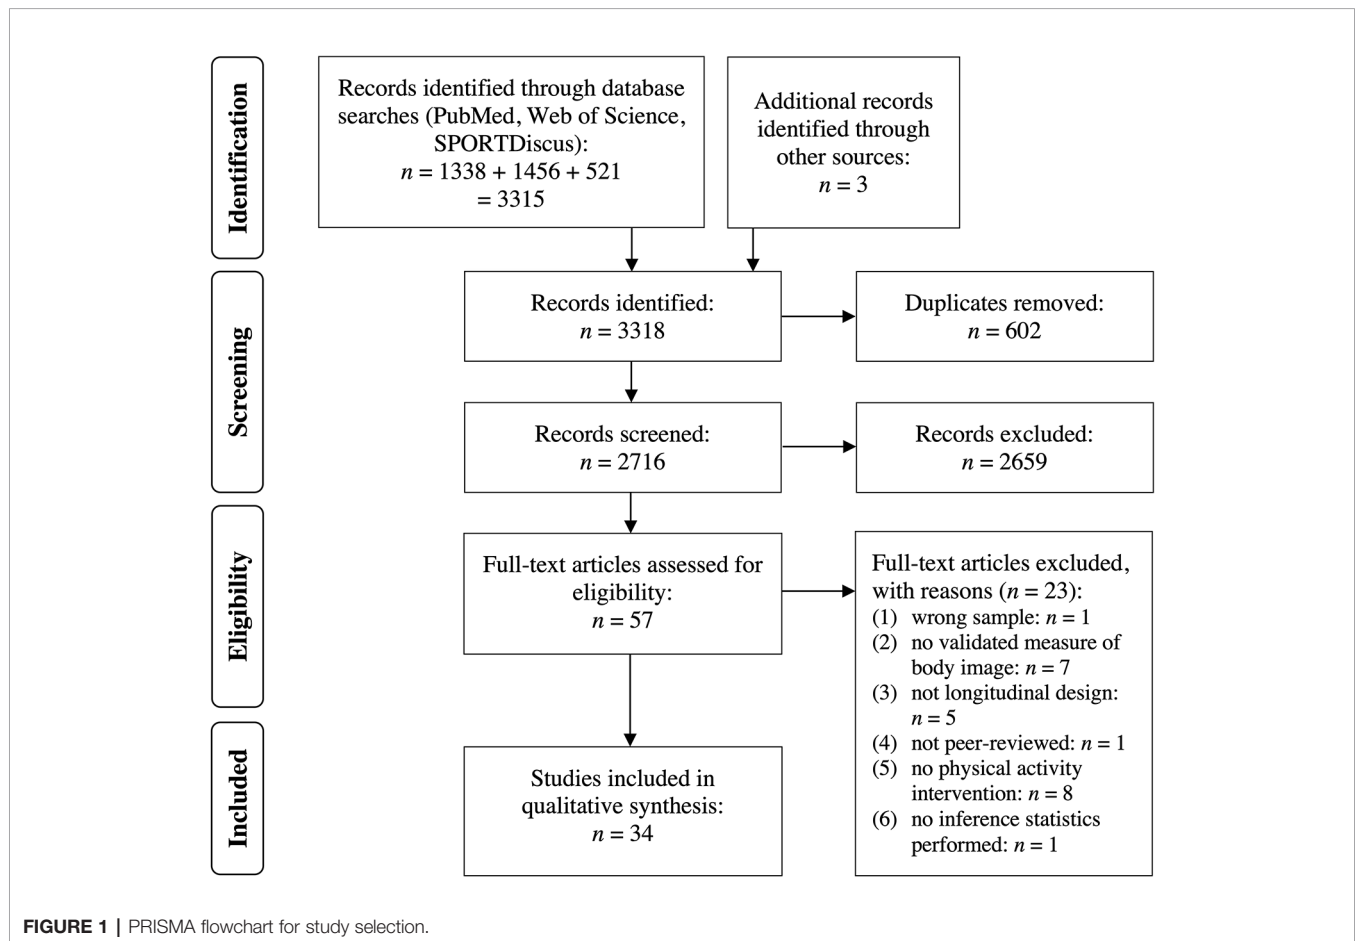 Identification
Records identified through database
searches (PubMed, Web of Science,
SPORTDiscus):
n = 1338 + 1456 + 521
= 3315
Additional records
identified through
other sources:
n = 3
Screening
Records identified:
n = 3318
Duplicates removed:
n = 602
Records screened:
n = 2716
Records excluded:
n = 2659
Eligibility
Full-text articles assessed for
eligibility:
n = 57
Full-text articles excluded,
with reasons (n = 23):
(1) wrong sample: n = 1
(2) no validated measure of
body image: n = 7
(3) not longitudinal design:
n = 5
(4) not peer-reviewed: n = 1
(5) no physical activity
intervention: n = 8
(6) no inference statistics
performed: n = 1
Included
Studies included in
qualitative synthesis:
n = 34
FIGURE 1 | PRISMA flowchart for study selection.